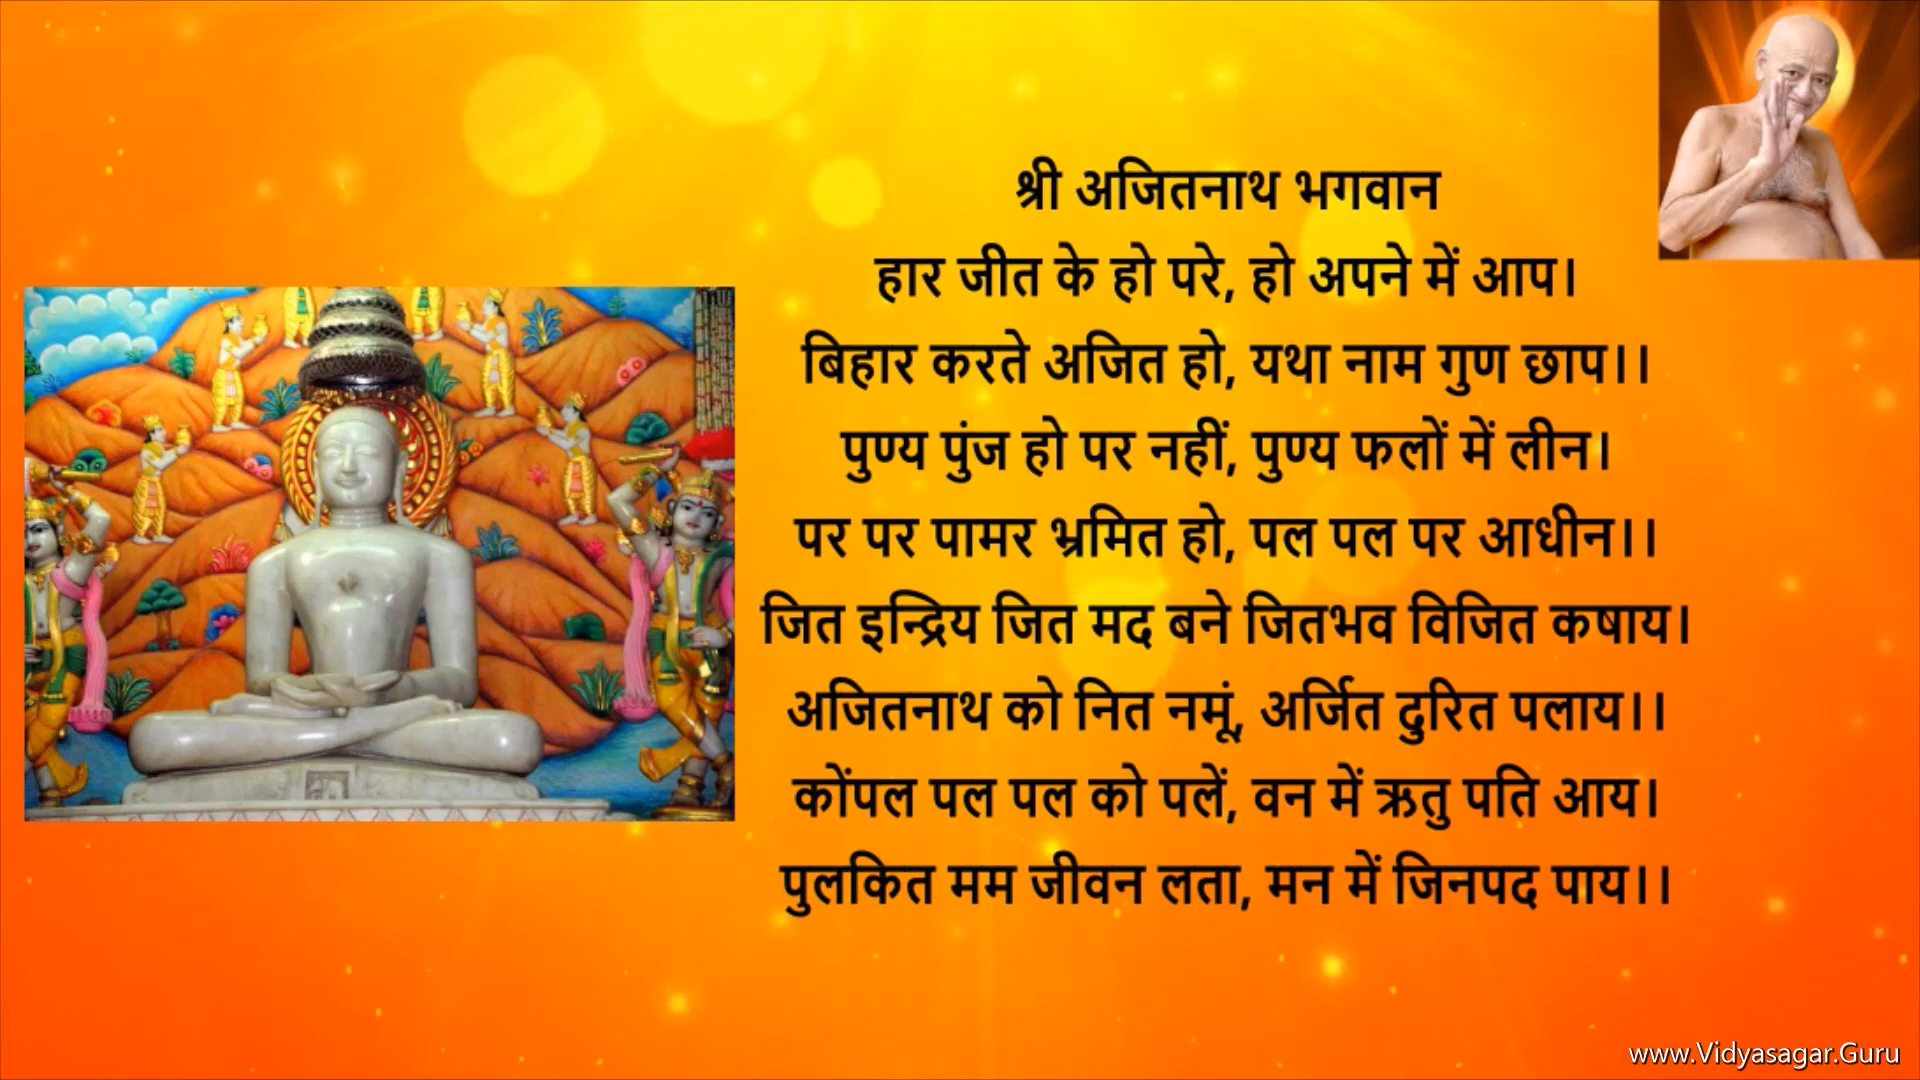 श्री अजितनाथ भगवान
हार जीत के हो परे, हो अपने में आप।
बिहार करते अजित हो, यथा नाम गुण छाप।।
पुण्य पुंज हो पर नहीं, पुण्य फलों में लीन।
पर पर पामर भ्रमित हो, पल पल पर आधीन।।
जित इन्द्रिय जित मद बने जितभव विजित कषाय।
अजितनाथ को नित नमूं, अर्जित दुरित पलाय।।
कोंपल पल पल को पलें, वन में ऋतु पति आय।
पुलकित मम जीवन लता, मन में जिनपद पाय।।
www.Vidyasagar.Guru